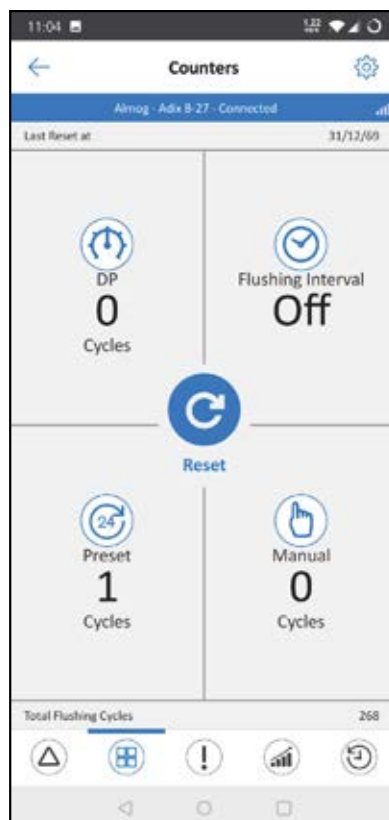 11:04
Counters
Almog - Adix 8-27 - Connected
Last Reset at 31/12/69
DP
0
Cycles
Flushing Interval
Off
Reset
24
Preset
1
Cycles
Manual
0
Cycles
Total Flushing Cycles 268